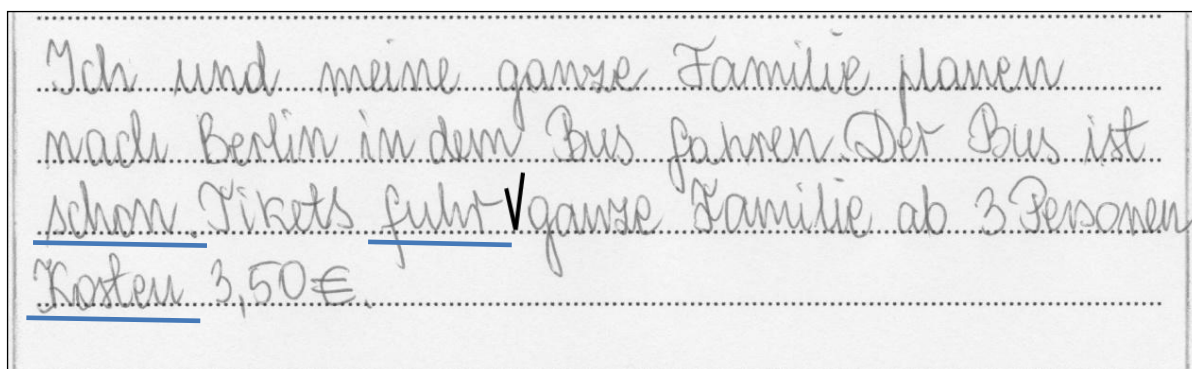 Ich und meine ganze Familie planen
nach Berlin in dem Bus fahren. Der Bus ist
schon. Tikets fuhr ganze Familie ab 3 Personen
Kosten 3,50€.